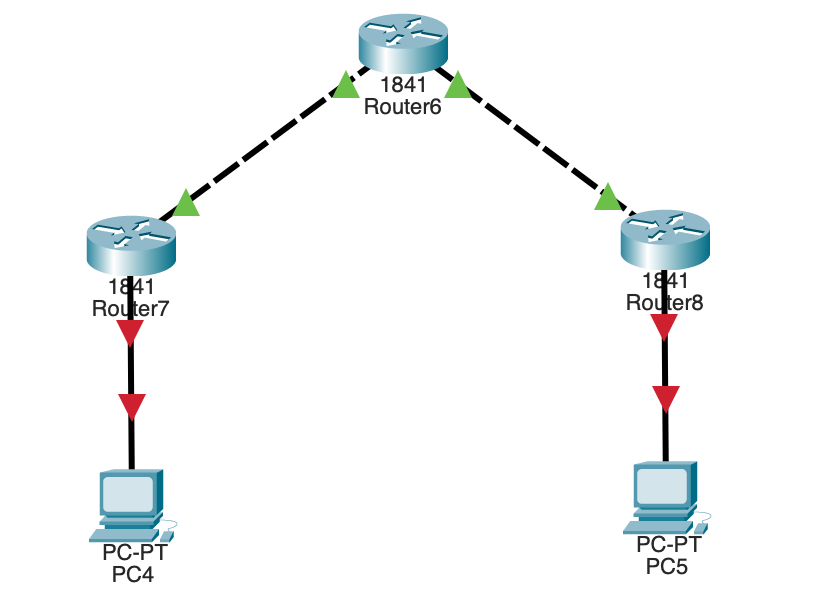 1841
Router6
1841
Router7
1841
Router8
PC-PT
PC4
PC-PT
PC5